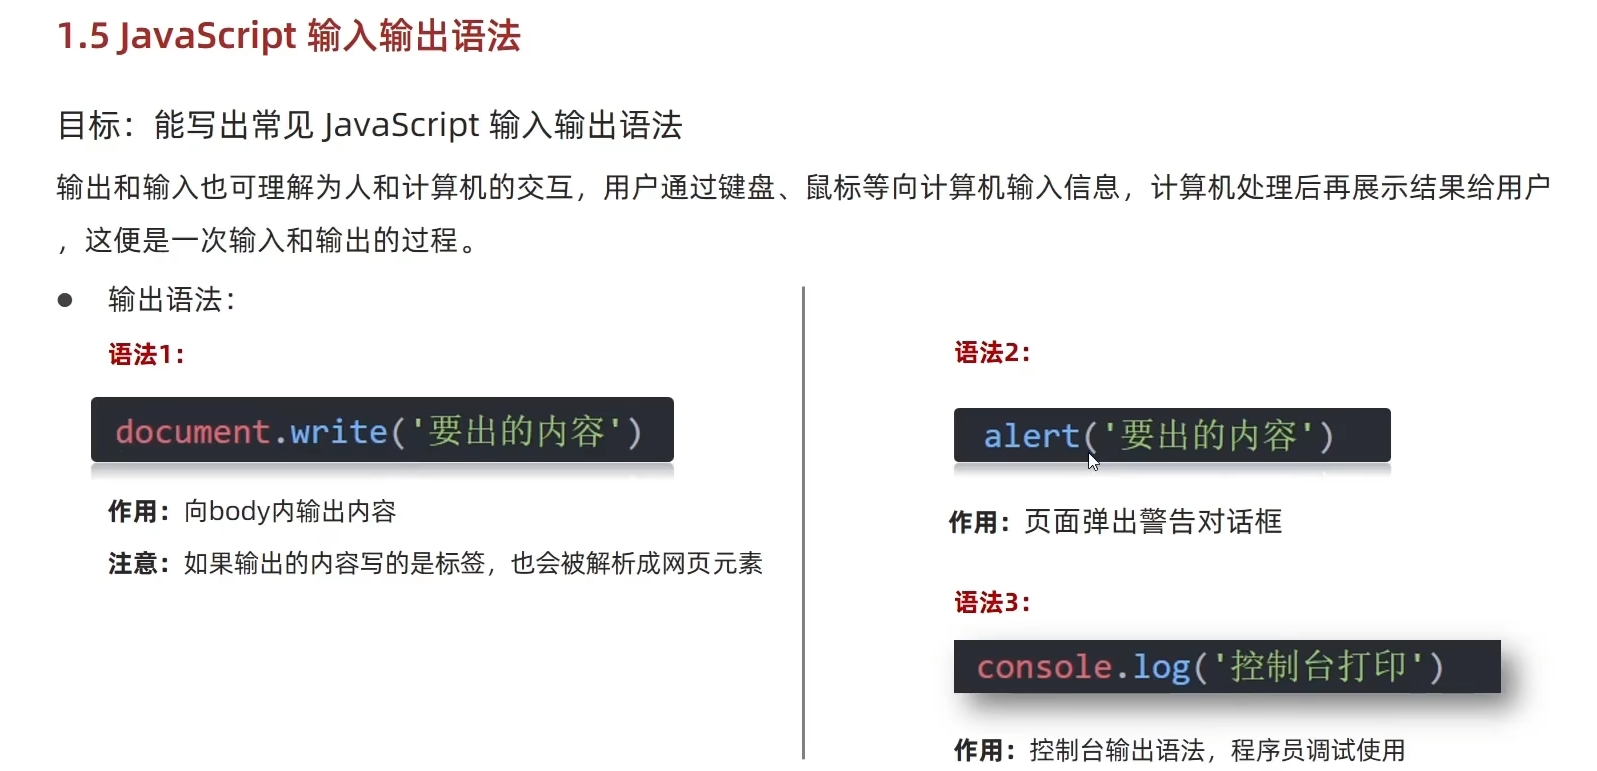 1.5 JavaScript 输入输出语法
目标：能写出常见 JavaScript 输入输出语法
输出和输入也可理解为人和计算机的交互，用户通过键盘、鼠标等向计算机输入信息，计算机处理后再展示结果给用户
，这便是一次输入和输出的过程。
● 输出语法：
语法1：
document.write('要出的内容')
作用：向body内输出内容
注意：如果输出的内容写的是标签，也会被解析成网页元素
语法2：
alert('要出的内容')
作用：页面弹出警告对话框
语法3：
console.log('控制台打印')
作用：控制台输出语法，程序员调试使用